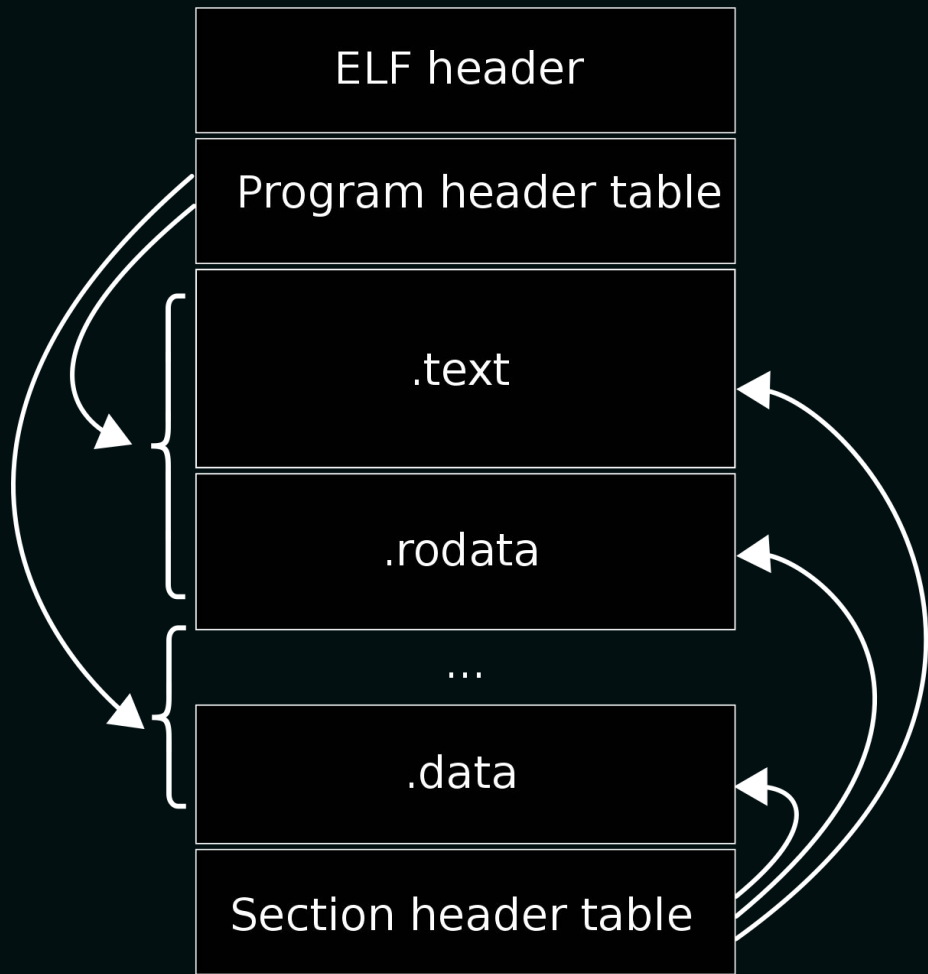 ELF header
Program header table
.text
.rodata
...
.data
Section header table